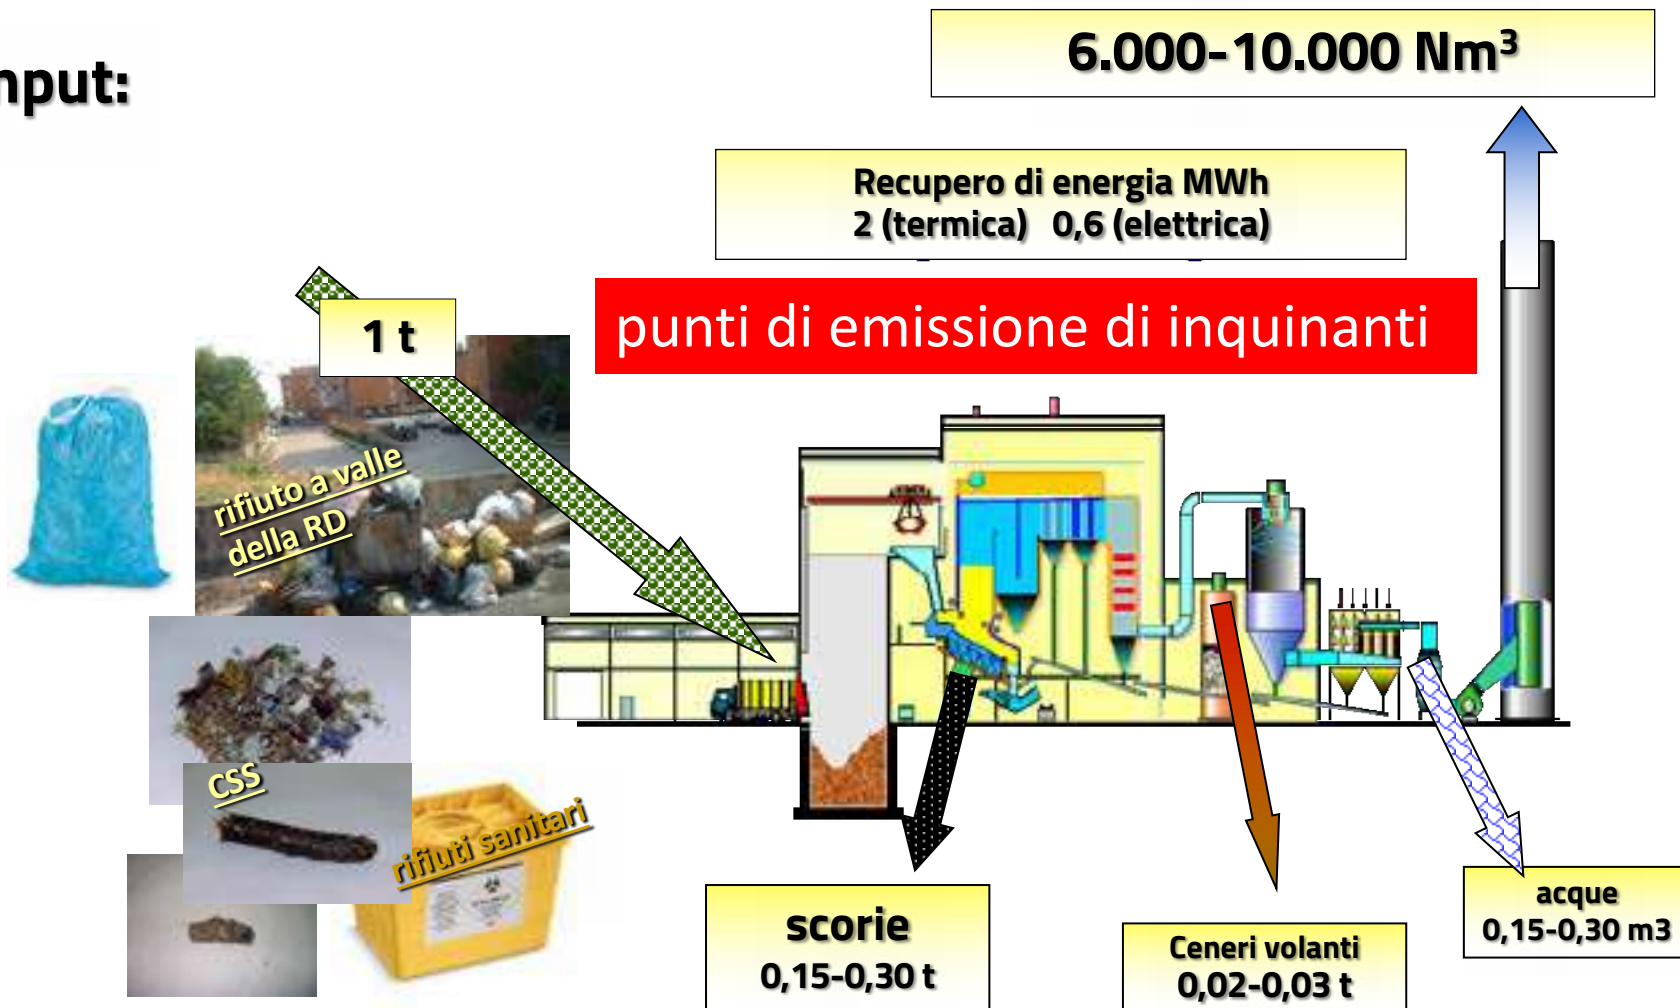 6.000-10.000 Nm³
nput:
Recupero di energia MWh
2 (termica) 0,6 (elettrica)
punti di emissione di inquinanti
1 t
rifiuto a valle
della RD
CSS
rifiuti sanitari
scorie
0,15-0,30 t
Ceneri volanti
0,02-0,03 t
acque
0,15-0,30 m3